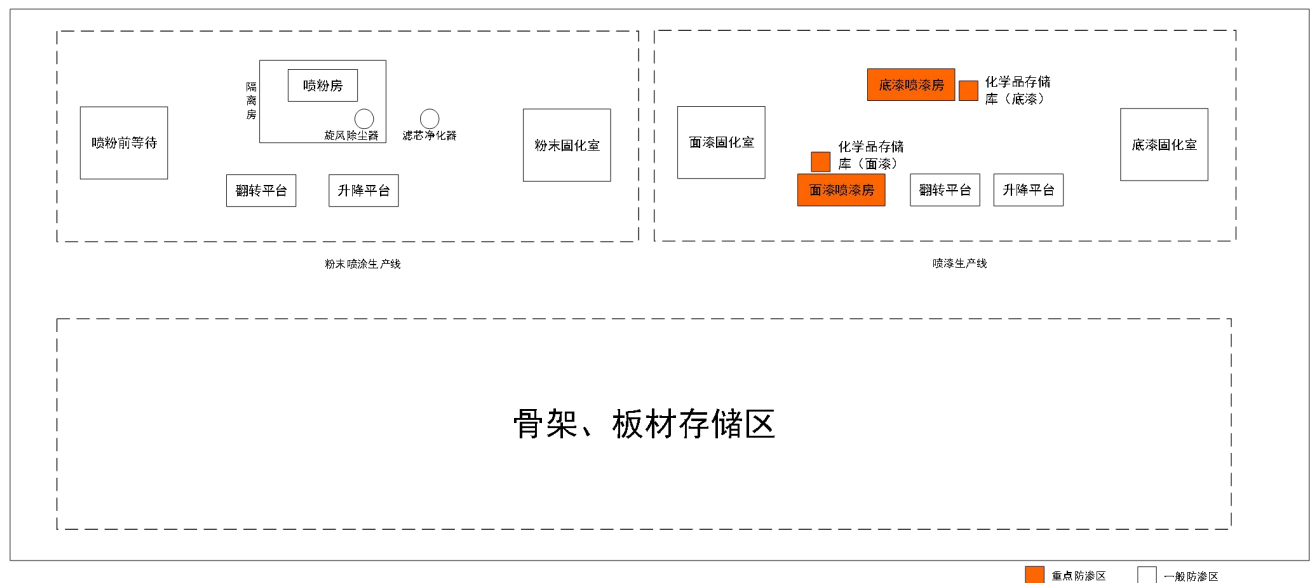 喷粉房
隔离房
旋风除尘器
滤芯净化器
喷粉前等待
粉末固化室
翻转平台
升降平台
粉末喷涂生产线
底漆喷漆房
化学品存储
库（底漆）
面漆固化室
化学品存储
库（面漆）
底漆固化室
面漆喷漆房
翻转平台
升降平台
喷漆生产线
骨架、板材存储区
重点防渗区
一般防渗区